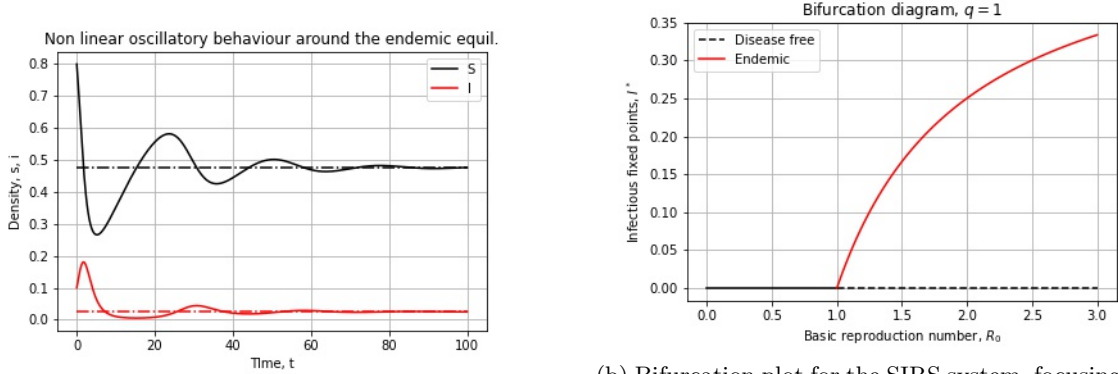 Non linear oscillatory behaviour around the endemic equil.
0.8
0.7
0.6
0.5
0.4
0.3
0.2
0.1
0.0
Density, s, i
S
I
0
20
40
60
80
100
TIme, t
Bifurcation diagram, q = 1
0.35
0.30
0.25
0.20
0.15
0.10
0.05
0.00
Infectious fixed points, I*
Disease free
Endemic
0.0
0.5
1.0
1.5
2.0
2.5
3.0
Basic reproduction number, R₀
(b) Bifurcation plot for the SIRS system, focusing